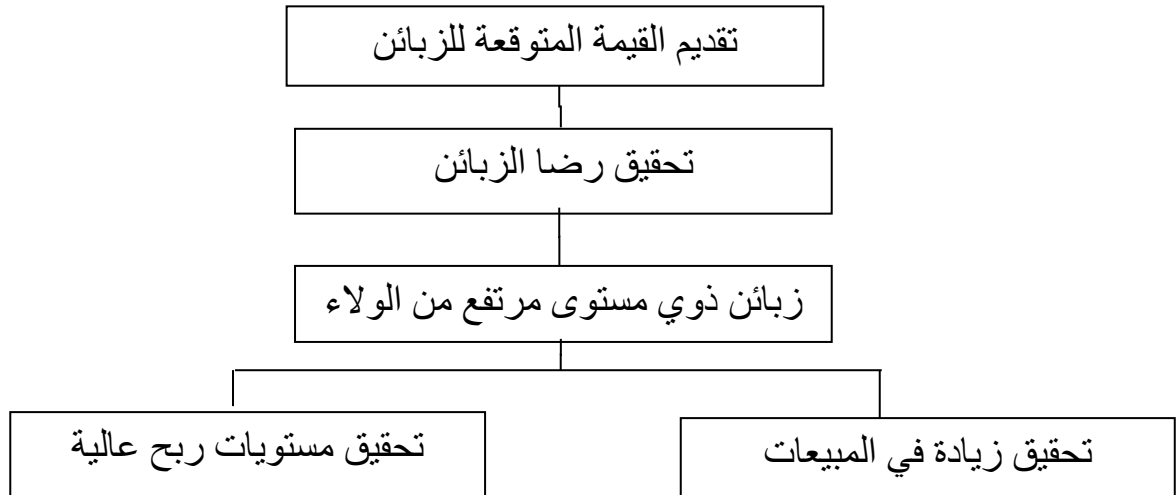 تقديم القيمة المتوقعة للزبائن
تحقيق رضا الزبائن
زبائن ذوي مستوى مرتفع من الولاء
تحقيق زيادة في المبيعات
تحقيق مستويات ربح عالية